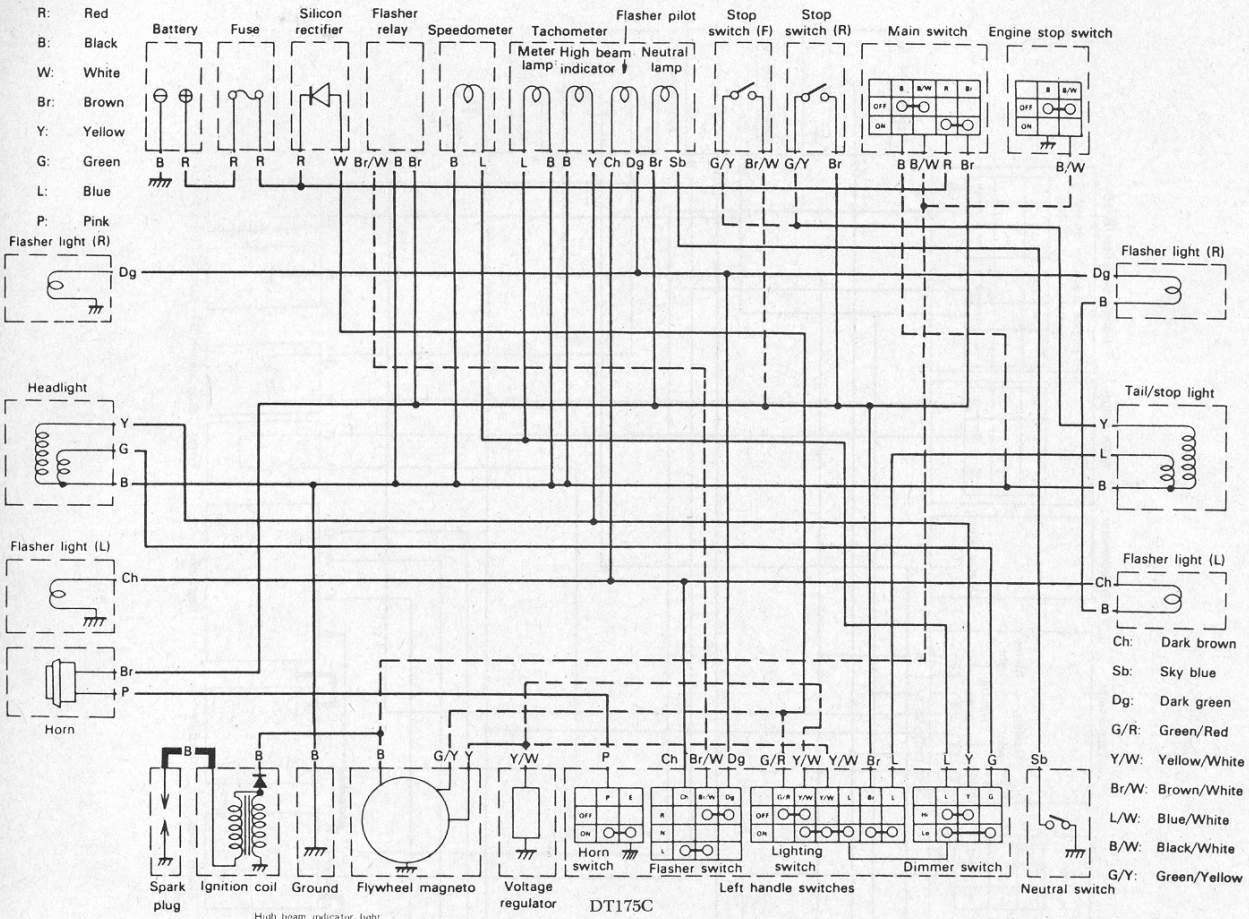 R: Red
B: Black
W: White
Br: Brown
Y: Yellow
G: Green
L: Blue
P: Pink
Battery
Fuse
Silicon rectifier
Flasher relay
Speedometer
Tachometer
Flasher pilot
Meter lamp
High beam indicator
Neutral lamp
Stop switch (F)
Stop switch (R)
Main switch
Engine stop switch
B B/W R Br
OFF
ON
B B/W
OFF
ON
B R R R R W Br/W B Br B L L B B Y Ch Dg Br Sb G/Y Br/W G/Y Br B B/W R Br B/W
Flasher light (R)
Dg
Flasher light (R)
Dg
B
Headlight
Y
G
B
Tail/stop light
Y
L
B
Flasher light (L)
Ch
Flasher light (L)
Ch
B
Br
P
Horn
Ch: Dark brown
Sb: Sky blue
Dg: Dark green
G/R: Green/Red
Y/W: Yellow/White
Br/W: Brown/White
L/W: Blue/White
B/W: Black/White
G/Y: Green/Yellow
B B B B G/Y Y Y/W P Ch Br/W Dg G/R Y/W Y/W Br L L Y G Sb
P E
OFF
ON
Horn switch
Ch Br/W Dg
R
N
L
Flasher switch
G/R Y/W Y/W L Br L
OFF
ON
Lighting switch
L Y G
Hi
Lo
Dimmer switch
Spark plug
Ignition coil
Ground
Flywheel magneto
Voltage regulator
Left handle switches
Neutral switch
DT175C
High beam indicator light